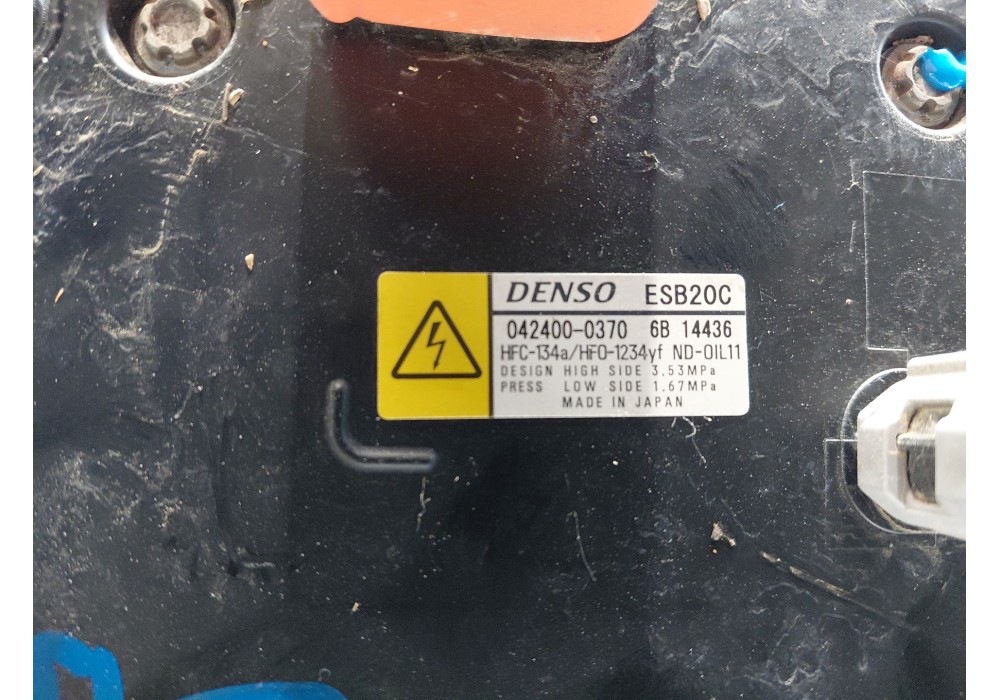 DENSO ESB20C
042400-0370 6B 14436
HFC-134a/HFO-1234yf ND-OIL11
DESIGN HIGH SIDE 3.53MPa
PRESS LOW SIDE 1.67MPa
MADE IN JAPAN